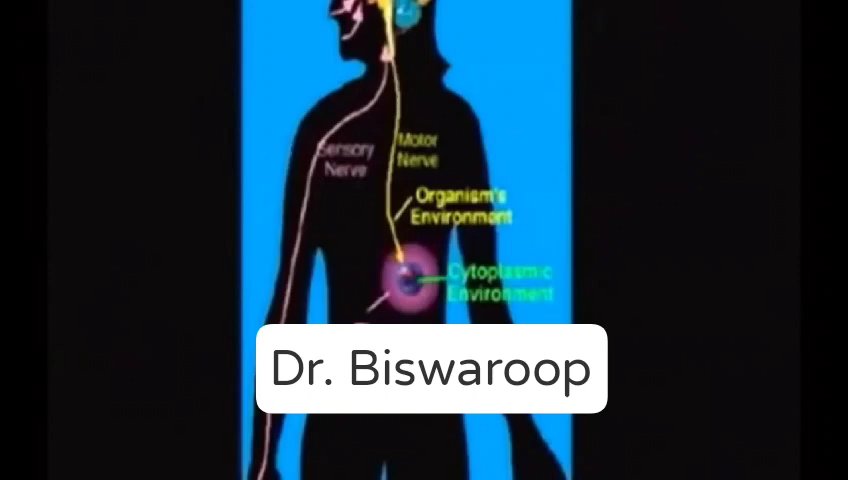 Sensory
Nerve
Motor
Nerve
Organism's
Environment
Cytoplasmic
Environment
Dr. Biswaroop